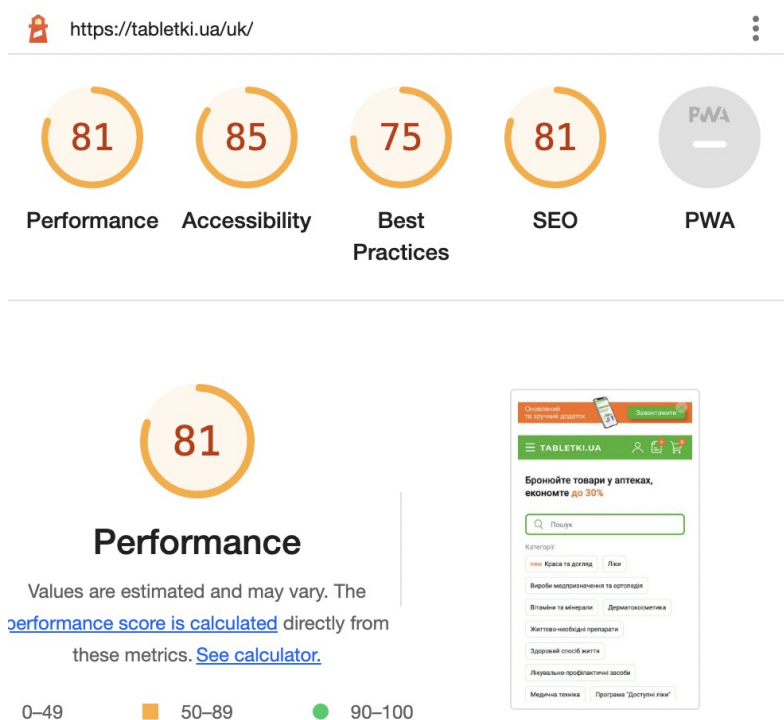 https://tabletki.ua/uk/
81
85
75
81
PWA
Performance
Accessibility
Best
Practices
SEO
PWA
81
Performance
Values are estimated and may vary. The
performance score is calculated directly from
these metrics. See calculator.
0–49
50–89
90–100
Оновлений
та зручний додаток
Завантажити
TABLETKI.UA
Бронюйте товари у аптеках,
економте до 30%
Пошук
Категорії:
new Краса та догляд
Ліки
Вироби медпризначення та ортопедія
Вітаміни та мінерали
Дерматокосметика
Життєво-необхідні препарати
Здоровий спосіб життя
Лікувально-профілактичні засоби
Медична техніка
Програма "Доступні ліки"